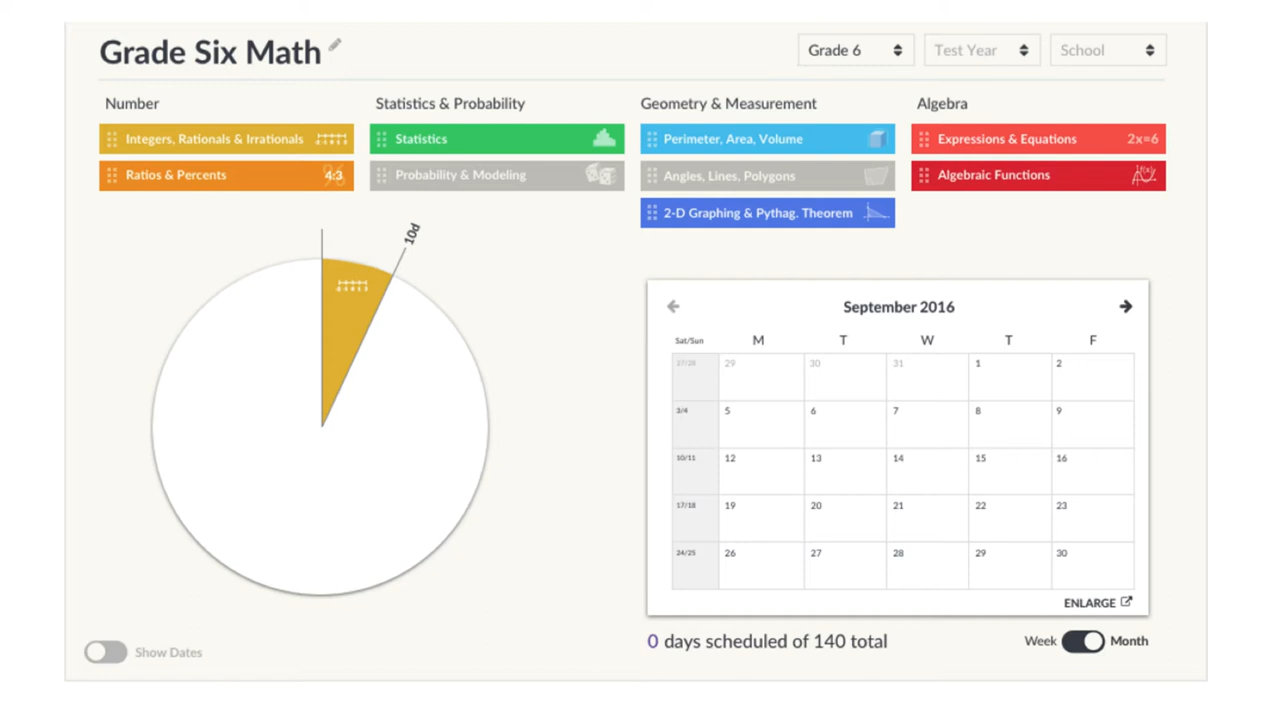 Grade Six Math
Grade 6
Test Year
School
Number
Statistics & Probability
Geometry & Measurement
Algebra
Integers, Rationals & Irrationals
Statistics
Perimeter, Area, Volume
Expressions & Equations 2x=6
Ratios & Percents 4:3
Probability & Modeling
Angles, Lines, Polygons
Algebraic Functions f(x)
2-D Graphing & Pythag. Theorem
10d
September 2016
Sat/Sun M T W T F
27/28 29 30 31 1 2
3/4 5 6 7 8 9
10/11 12 13 14 15 16
17/18 19 20 21 22 23
24/25 26 27 28 29 30
ENLARGE
0 days scheduled of 140 total
Week Month
Show Dates